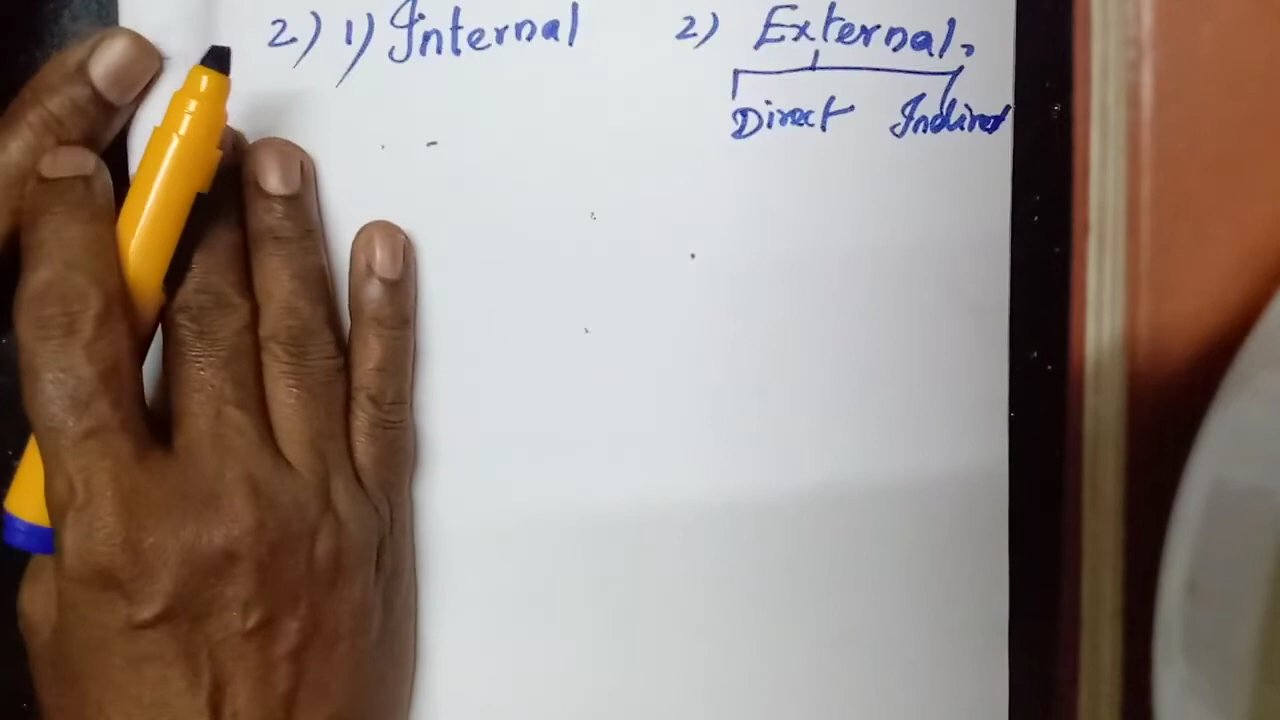 2) 1) Internal 2) External.
Direct Indirect